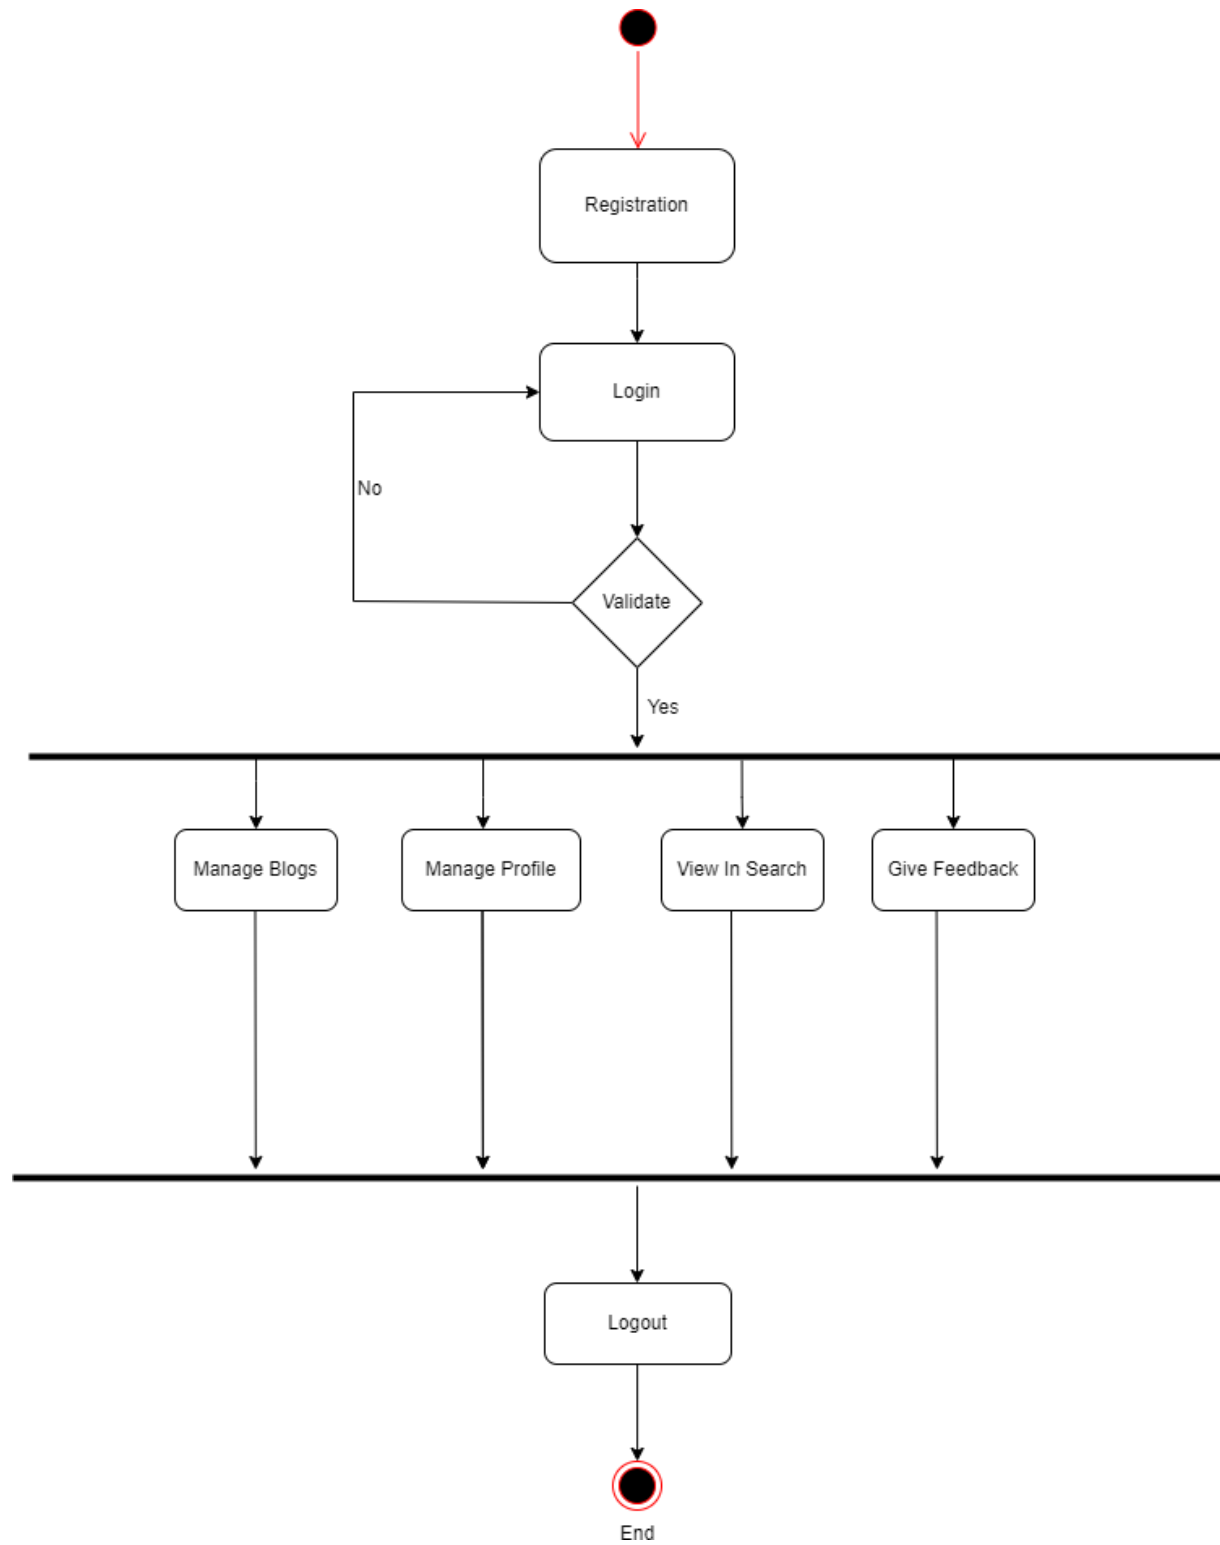 Registration
Login
No
Validate
Yes
Manage Blogs
Manage Profile
View In Search
Give Feedback
Logout
End